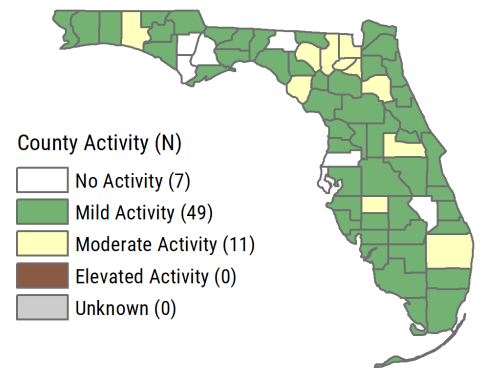 County Activity (N)
No Activity (7)
Mild Activity (49)
Moderate Activity (11)
Elevated Activity (0)
Unknown (0)